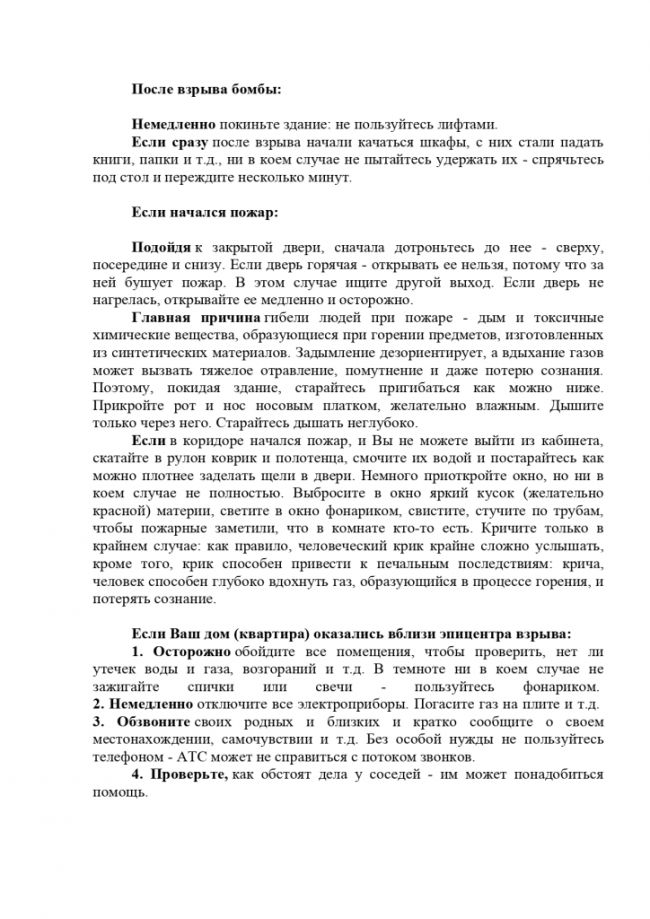 После взрыва бомбы:
Немедленно покиньте здание: не пользуйтесь лифтами.
Если сразу после взрыва начали качаться шкафы, с них стали падать
книги, папки и т.д., ни в коем случае не пытайтесь удержать их - спрячьтесь
под стол и переждите несколько минут.
Если начался пожар:
Подойдя к закрытой двери, сначала дотроньтесь до нее - сверху,
посередине и снизу. Если дверь горячая - открывать ее нельзя, потому что за
ней бушует пожар. В этом случае ищите другой выход. Если дверь не
нагрелась, открывайте ее медленно и осторожно.
Главная причина гибели людей при пожаре - дым и токсичные
химические вещества, образующиеся при горении предметов, изготовленных
из синтетических материалов. Задымление дезориентирует, а вдыхание газов
может вызвать тяжелое отравление, помутнение и даже потерю сознания.
Поэтому, покидая здание, старайтесь пригибаться как можно ниже.
Прикройте рот и нос носовым платком, желательно влажным. Дышите
только через него. Старайтесь дышать неглубоко.
Если в коридоре начался пожар, и Вы не можете выйти из кабинета,
скатайте в рулон коврик и полотенца, смочите их водой и постарайтесь как
можно плотнее заделать щели в двери. Немного приоткройте окно, но ни в
коем случае не полностью. Выбросите в окно яркий кусок (желательно
красной) материи, светите в окно фонариком, свистите, стучите по трубам,
чтобы пожарные заметили, что в комнате кто-то есть. Кричите только в
крайнем случае: как правило, человеческий крик крайне сложно услышать,
кроме того, крик способен привести к печальным последствиям: крича,
человек способен глубоко вдохнуть газ, образующийся в процессе горения, и
потерять сознание.
Если Ваш дом (квартира) оказались вблизи эпицентра взрыва:
1. Осторожно обойдите все помещения, чтобы проверить, нет ли
утечек воды и газа, возгораний и т.д. В темноте ни в коем случае не
зажигайте спички или свечи - пользуйтесь фонариком.
2. Немедленно отключите все электроприборы. Погасите газ на плите и т.д.
3. Обзвоните своих родных и близких и кратко сообщите о своем
местонахождении, самочувствии и т.д. Без особой нужды не пользуйтесь
телефоном - АТС может не справиться с потоком звонков.
4. Проверьте, как обстоят дела у соседей - им может понадобиться
помощь.